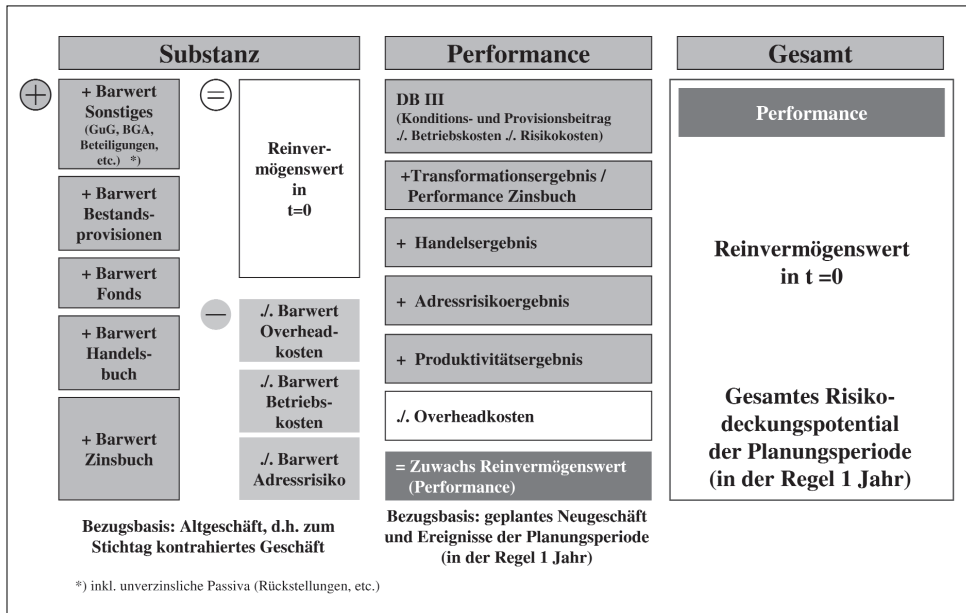 Substanz
+ Barwert
Sonstiges
(GuG, BGA,
Beteiligungen,
etc.) *)
+ Barwert
Bestands-
provisionen
+ Barwert
Fonds
+ Barwert
Handels-
buch
+ Barwert
Zinsbuch
+
=
Reinver-
mögenswert
in
t=0
−
./. Barwert
Overhead-
kosten
./. Barwert
Betriebs-
kosten
./. Barwert
Adressrisiko
Bezugsbasis: Altgeschäft, d.h. zum
Stichtag kontrahiertes Geschäft
*) inkl. unverzinsliche Passiva (Rückstellungen, etc.)
Performance
DB III
(Konditions- und Provisionsbeitrag
./. Betriebskosten ./. Risikokosten)
+Transformationsergebnis /
Performance Zinsbuch
+ Handelsergebnis
+ Adressrisikoergebnis
+ Produktivitätsergebnis
./. Overheadkosten
= Zuwachs Reinvermögenswert
(Performance)
Bezugsbasis: geplantes Neugeschäft
und Ereignisse der Planungsperiode
(in der Regel 1 Jahr)
Gesamt
Performance
Reinvermögenswert
in t =0
Gesamtes Risiko-
deckungspotential
der Planungsperiode
(in der Regel 1 Jahr)